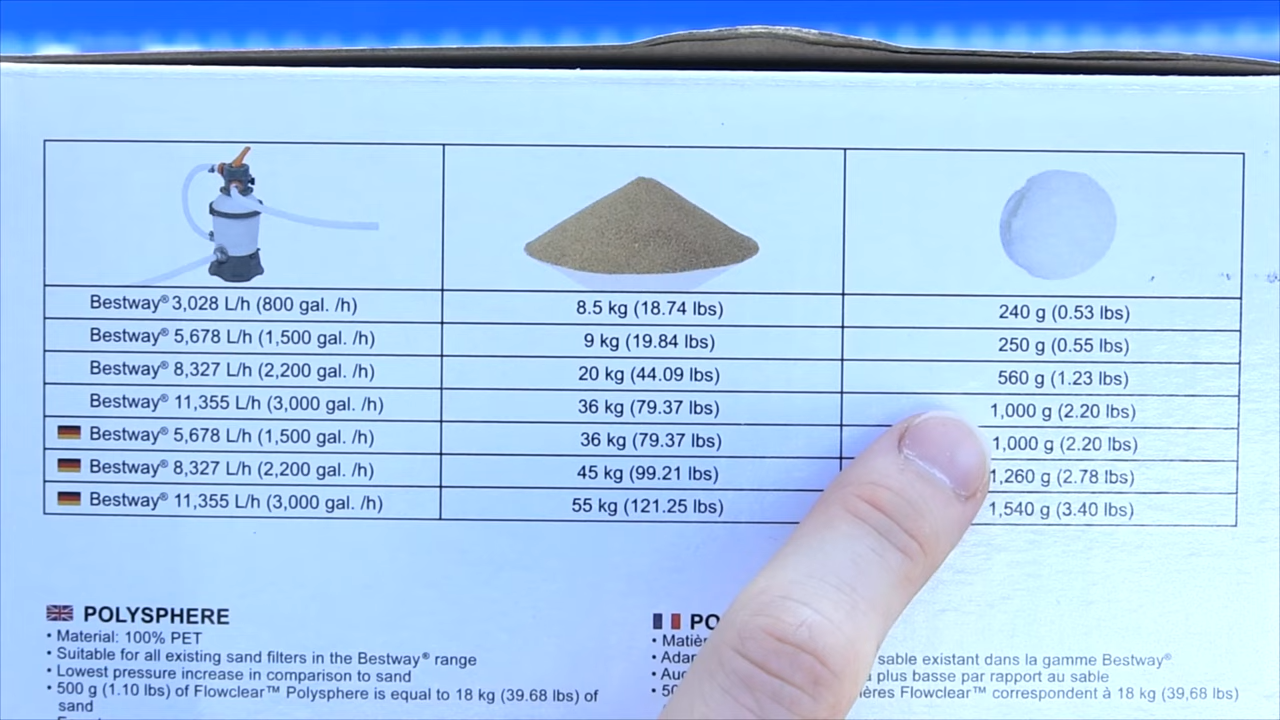 Bestway® 3,028 L/h (800 gal. /h) 8.5 kg (18.74 lbs) 240 g (0.53 lbs)
Bestway® 5,678 L/h (1,500 gal. /h) 9 kg (19.84 lbs) 250 g (0.55 lbs)
Bestway® 8,327 L/h (2,200 gal. /h) 20 kg (44.09 lbs) 560 g (1.23 lbs)
Bestway® 11,355 L/h (3,000 gal. /h) 36 kg (79.37 lbs) 1,000 g (2.20 lbs)
Bestway® 5,678 L/h (1,500 gal. /h) 36 kg (79.37 lbs) 1,000 g (2.20 lbs)
Bestway® 8,327 L/h (2,200 gal. /h) 45 kg (99.21 lbs) 1,260 g (2.78 lbs)
Bestway® 11,355 L/h (3,000 gal. /h) 55 kg (121.25 lbs) 1,540 g (3.40 lbs)
POLYSPHERE
• Material: 100% PET
• Suitable for all existing sand filters in the Bestway® range
• Lowest pressure increase in comparison to sand
• 500 g (1.10 lbs) of Flowclear™ Polysphere is equal to 18 kg (39.68 lbs) of
sand
sable existant dans la gamme Bestway®
plus basse par rapport au sable
Flowclear™ correspondent à 18 kg (39,68 lbs)